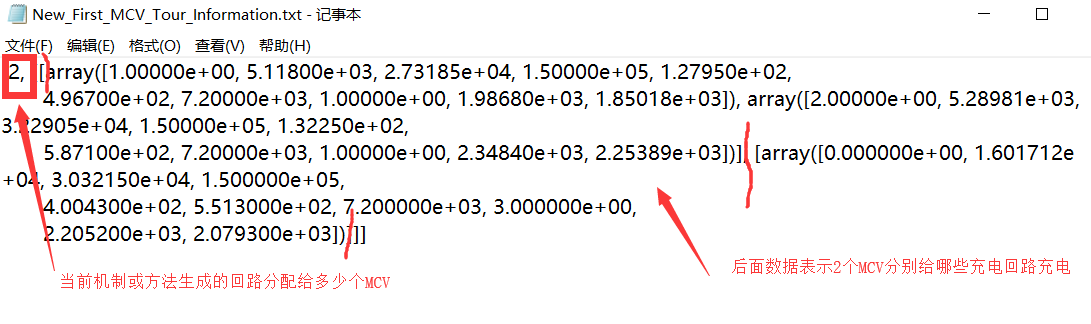 New_First_MCV_Tour_Information.txt - 记事本
文件(F) 编辑(E) 格式(O) 查看(V) 帮助(H)
2, [[array([1.00000e+00, 5.11800e+03, 2.73185e+04, 1.50000e+05, 1.27950e+02,
4.96700e+02, 7.20000e+03, 1.00000e+00, 1.98680e+03, 1.85018e+03]), array([2.00000e+00, 5.28981e+03,
3.22905e+04, 1.50000e+05, 1.32250e+02,
5.87100e+02, 7.20000e+03, 1.00000e+00, 2.34840e+03, 2.25389e+03])], [array([0.000000e+00, 1.601712e
+04, 3.032150e+04, 1.500000e+05,
4.004300e+02, 5.513000e+02, 7.200000e+03, 3.000000e+00,
2.205200e+03, 2.079300e+03])]]]
当前机制或方法生成的回路分配给多少个MCV
后面数据表示2个MCV分别给哪些充电回路充电